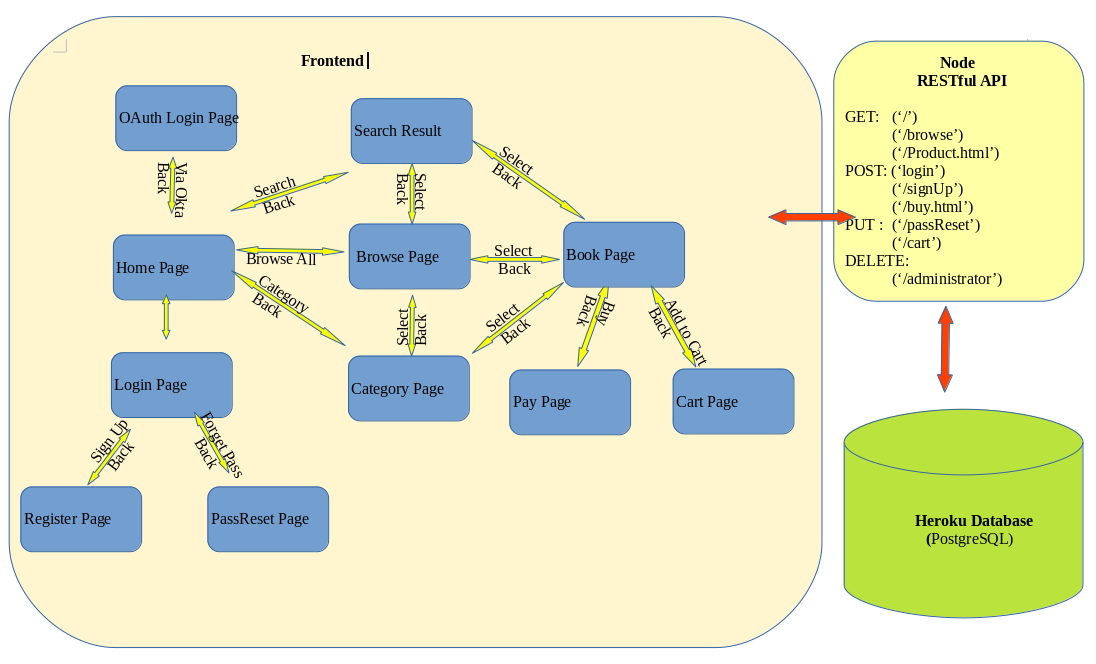 Frontend
OAuth Login Page
Via Okta
Back
Search
Back
Search Result
Select
Back
Select
Back
Home Page
Browse All
Browse Page
Select
Back
Book Page
Category
Back
Select
Back
Select
Back
Buy
Back
Add to Cart
Back
Login Page
Category Page
Pay Page
Cart Page
Sign Up
Back
Forget Pass
Back
Register Page
PassReset Page
Node
RESTful API
GET: (‘/’)
(‘/browse’)
(‘/Product.html’)
POST: (‘login’)
(‘/signUp’)
(‘/buy.html’)
PUT : (‘/passReset’)
(‘/cart’)
DELETE:
(‘/administrator’)
Heroku Database
(PostgreSQL)